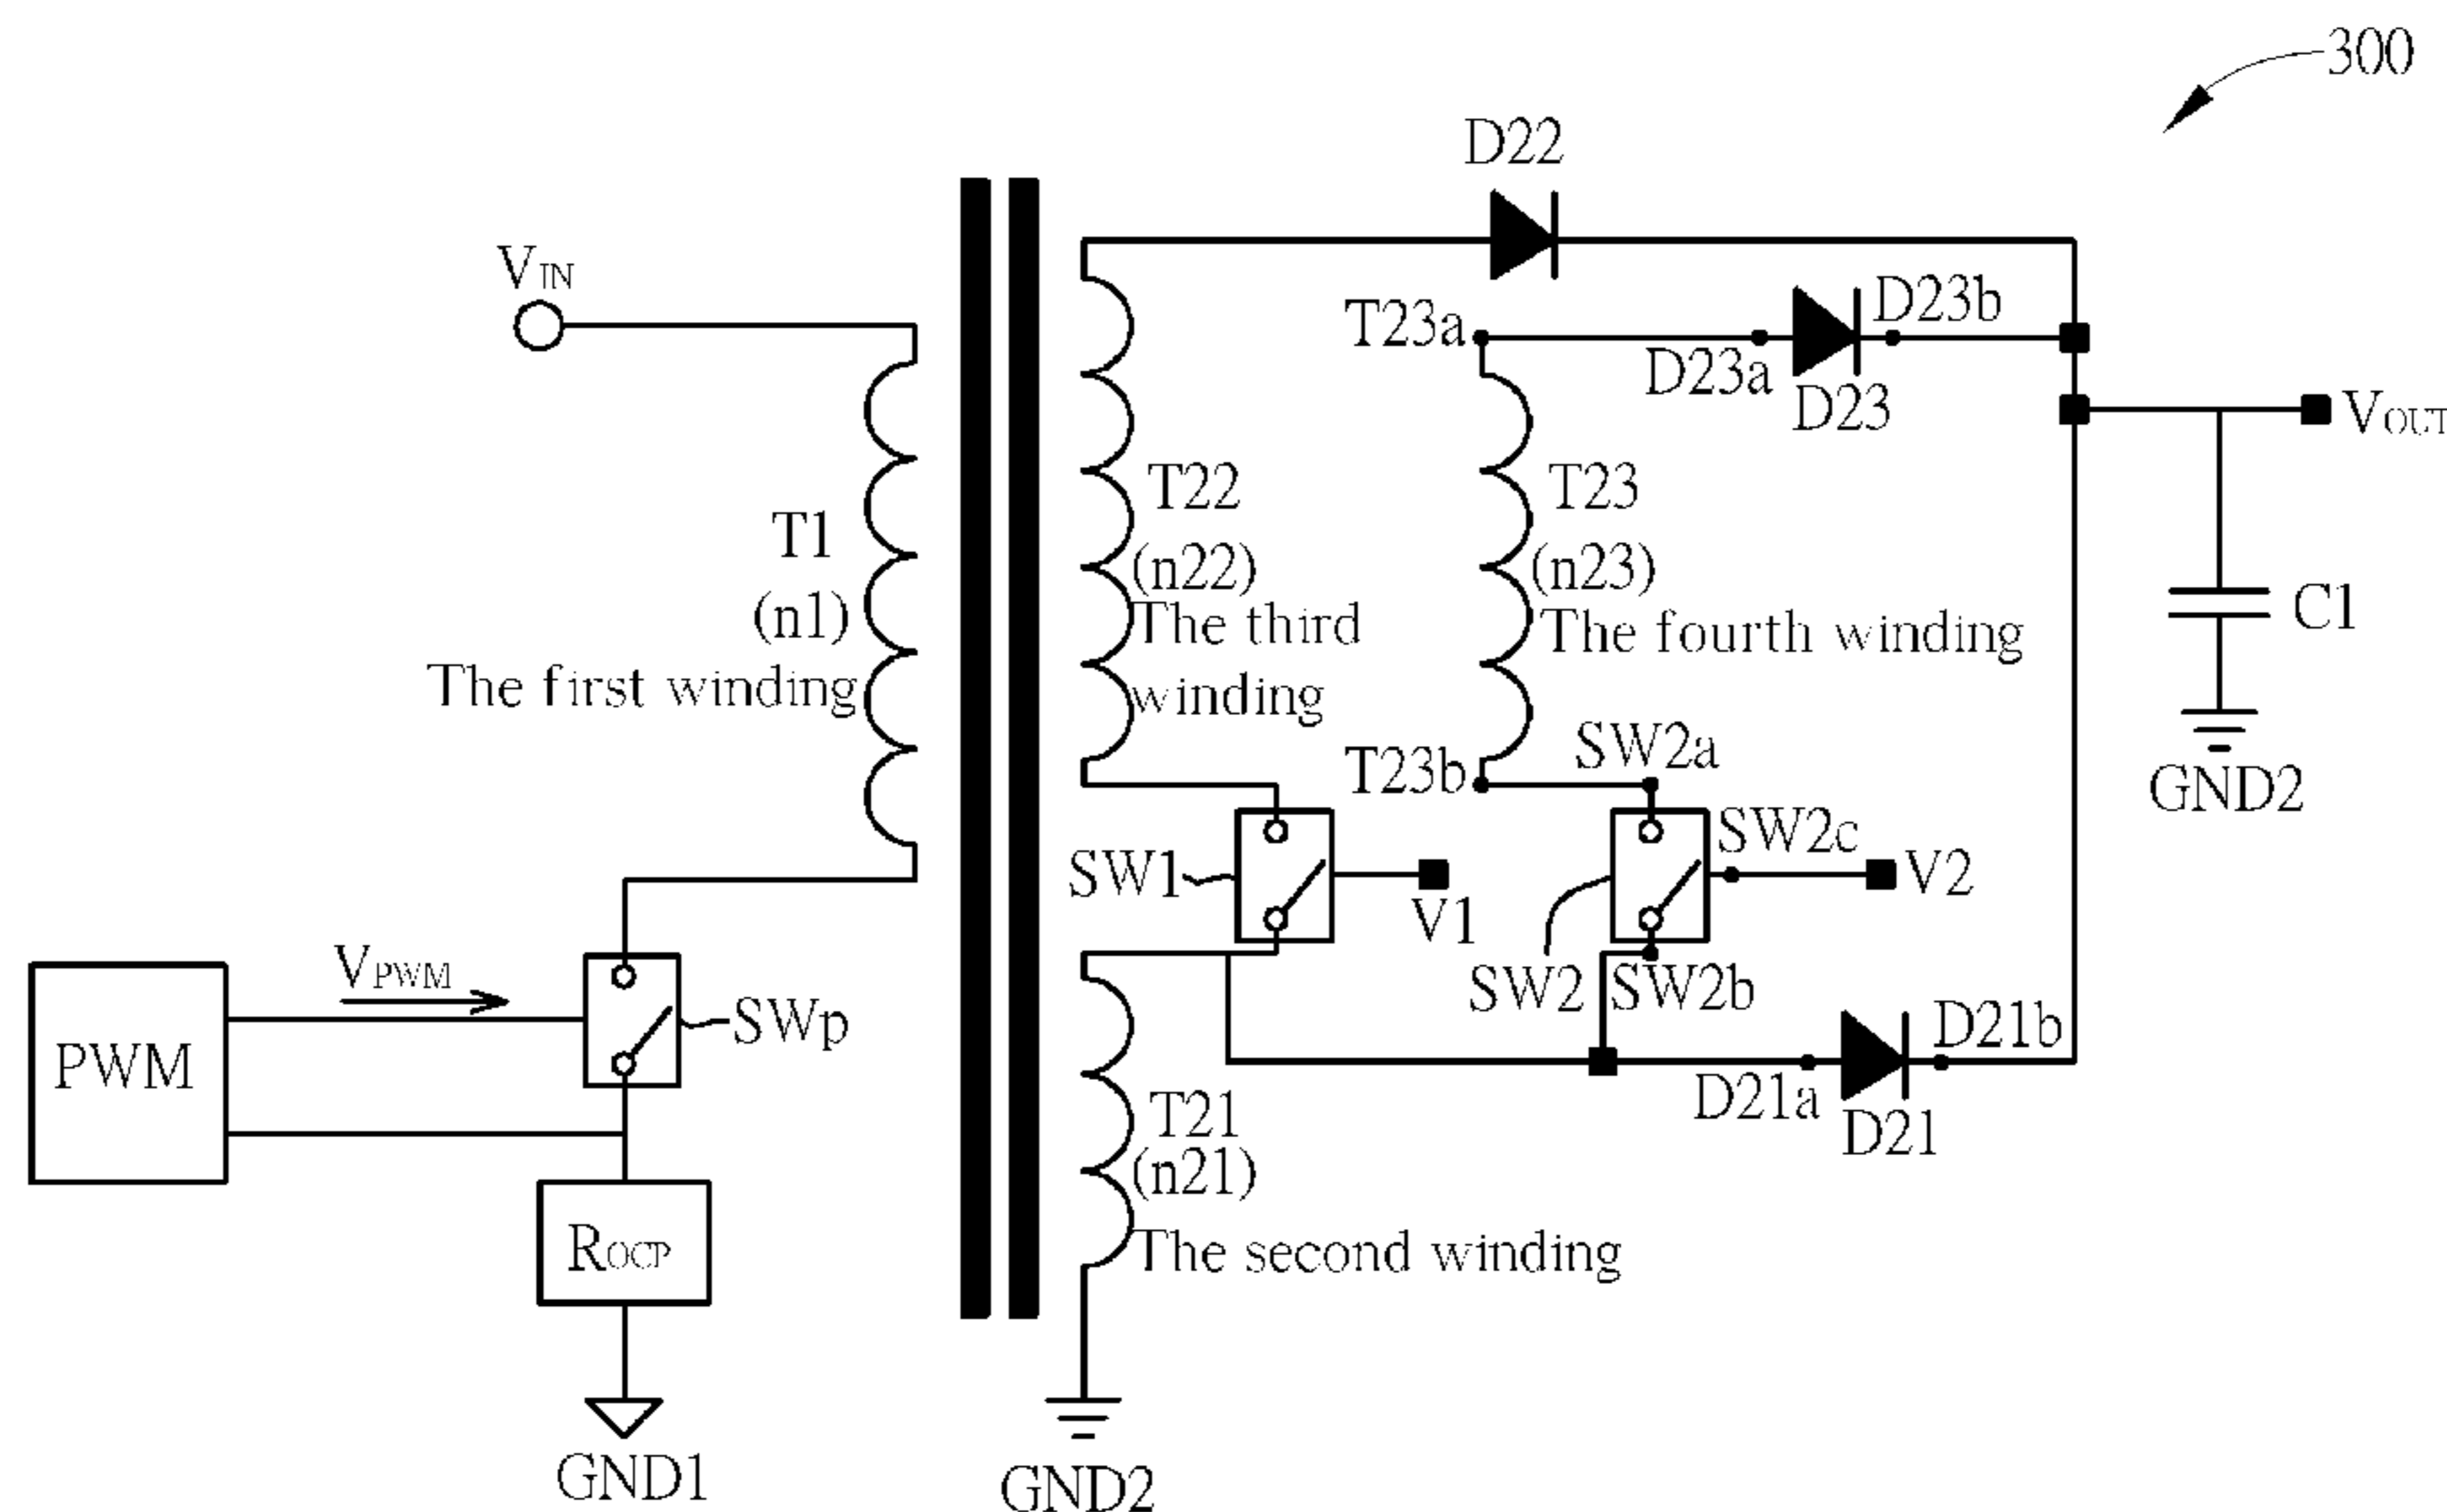 300
D22
VIN
T23a
D23b
D23a
D23
VOUT
T1
(n1)
The first winding
T22
(n22)
The third
winding
T23
(n23)
The fourth winding
C1
GND2
T23b
SW2a
SW1
V1
SW2c
V2
SW2
SW2b
VPWM
PWM
SWp
D21b
D21a
D21
T21
(n21)
The second winding
ROCP
GND1
GND2